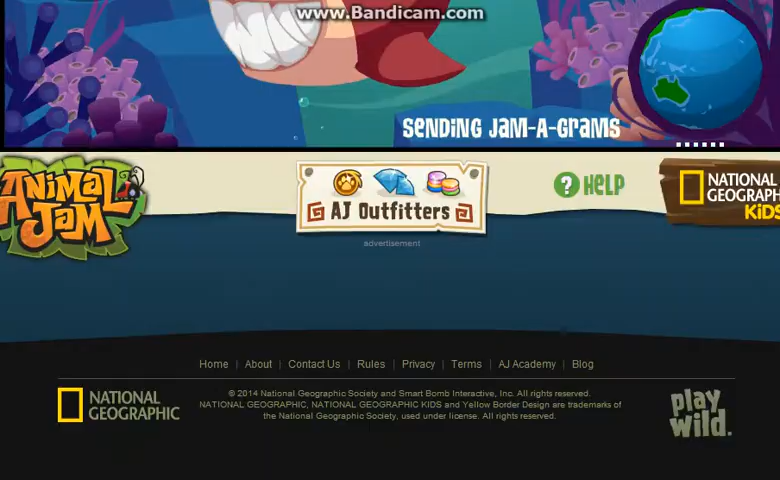 www.Bandicam.com
SENDING JAM-A-GRAMS
ANIMAL JAM
AJ Outfitters
? HELP
NATIONAL GEOGRAPHIC KiDS
advertisement
Home | About | Contact Us | Rules | Privacy | Terms | AJ Academy | Blog
NATIONAL GEOGRAPHIC
© 2014 National Geographic Society and Smart Bomb Interactive, Inc. All rights reserved.
NATIONAL GEOGRAPHIC, NATIONAL GEOGRAPHIC KIDS and Yellow Border Design are trademarks of
the National Geographic Society, used under license. All rights reserved.
play
wild.